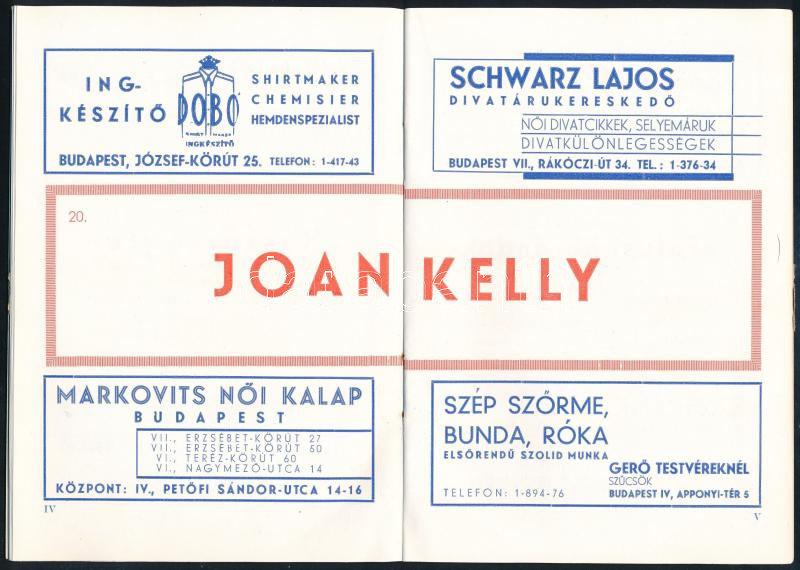 ING-
KÉSZÍTŐ
DOBÓ
INGKÉSZÍTŐ
SHIRTMAKER
CHEMISIER
HEMDENSPEZIALIST
BUDAPEST, JÓZSEF-KÖRÚT 25. TELEFON: 1-417-43
SCHWARZ LAJOS
DIVATÁRUKERESKEDŐ
NŐI DIVATCIKKEK, SELYEMÁRUK
DIVATKÜLÖNLEGESSÉGEK
BUDAPEST VII., RÁKÓCZI-ÚT 34. TEL.: 1-376-34
20.
JOAN KELLY
MARKOVITS NŐI KALAP
BUDAPEST
VII., ERZSÉBET-KÖRÚT 27
VII., ERZSÉBET-KÖRÚT 50
VI., TERÉZ-KÖRÚT 60
VI., NAGYMEZŐ-UTCA 14
KÖZPONT: IV., PETŐFI SÁNDOR-UTCA 14-16
IV
SZÉP SZŐRME,
BUNDA, RÓKA
ELSŐRENDŰ SZOLID MUNKA
GERŐ TESTVÉREKNÉL
SZŰCSÖK
TELEFON: 1-894-76 BUDAPEST IV, APPONYI-TÉR 5
V